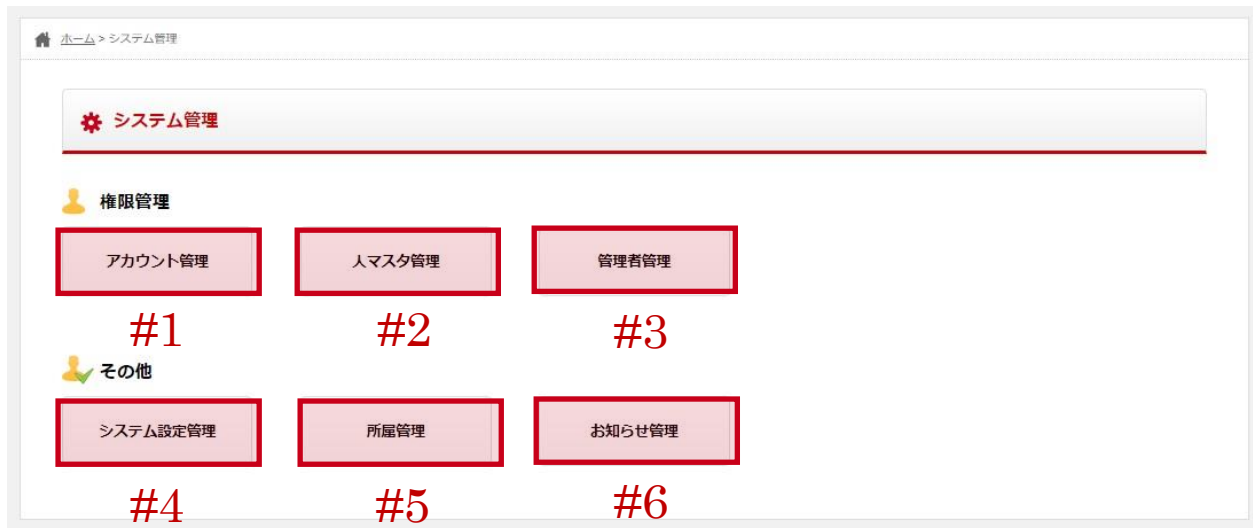 ホーム > システム管理
システム管理
権限管理
アカウント管理 人マスタ管理 管理者管理
#1 #2 #3
その他
システム設定管理 所属管理 お知らせ管理
#4 #5 #6